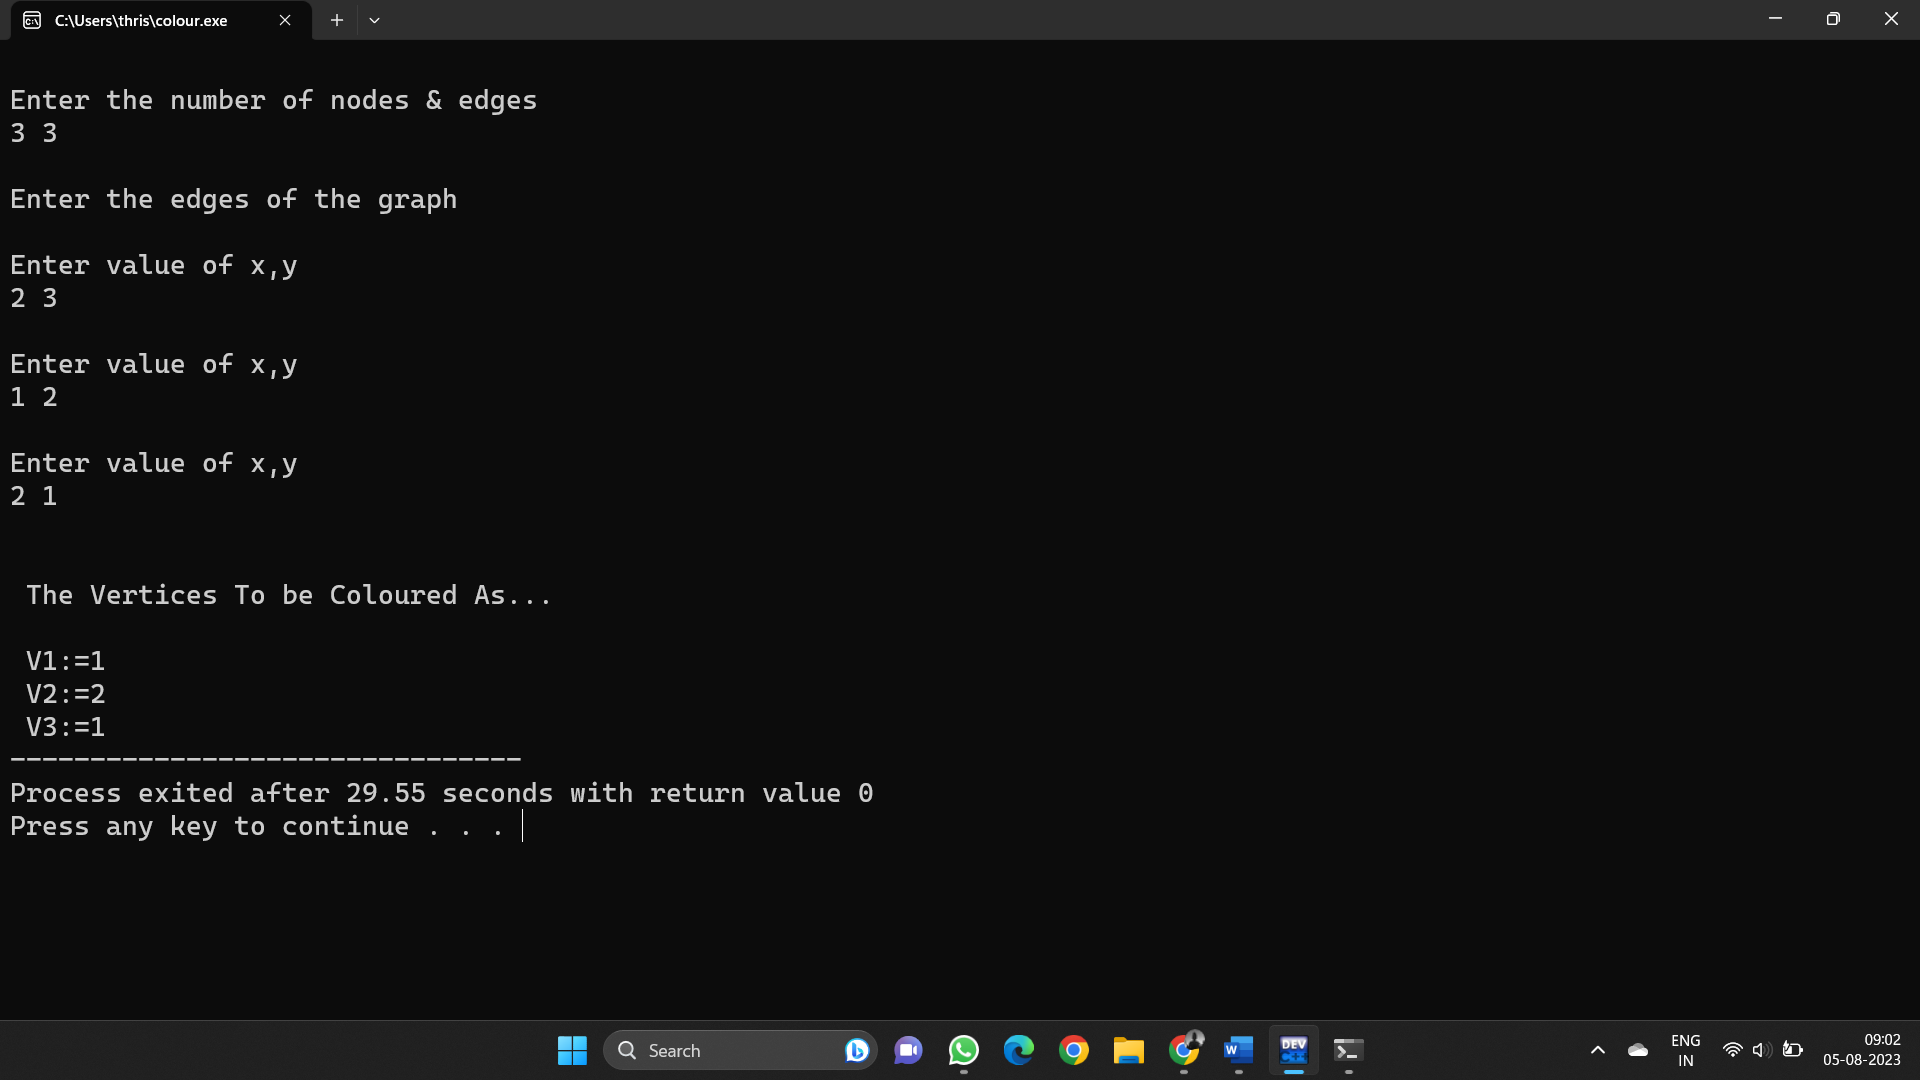 C:\Users\thris\colour.exe
Enter the number of nodes & edges
3 3
Enter the edges of the graph
Enter value of x,y
2 3
Enter value of x,y
1 2
Enter value of x,y
2 1
The Vertices To be Coloured As...
V1:=1
V2:=2
V3:=1
--------------------------------
Process exited after 29.55 seconds with return value 0
Press any key to continue . . .
Search
DEV
C++
W
ENG
IN
09:02
05-08-2023